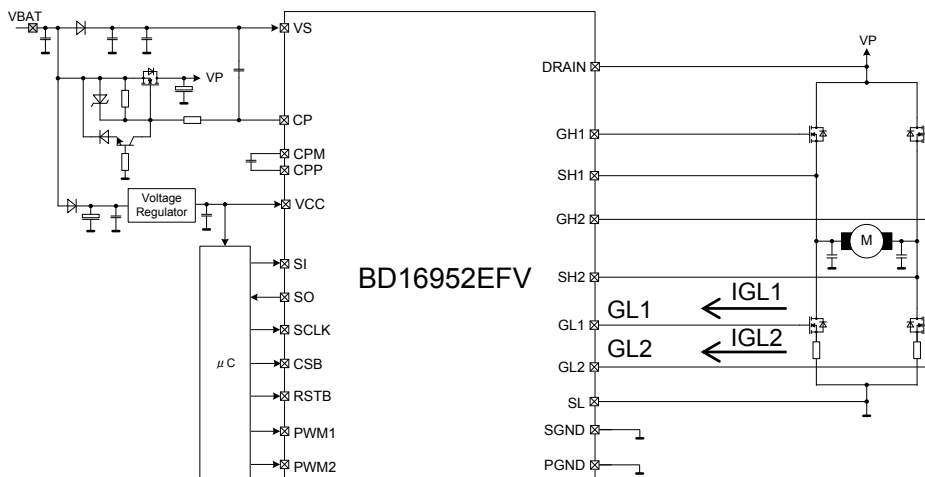 VBAT
VS
VP
VP
DRAIN
CP
GH1
CPM
CPP
SH1
Voltage
Regulator
VCC
GH2
M
SI
BD16952EFV
SH2
SO
IGL1
GL1
GL1
SCLK
IGL2
GL2
μC
CSB
GL2
RSTB
SL
PWM1
SGND
PWM2
PGND